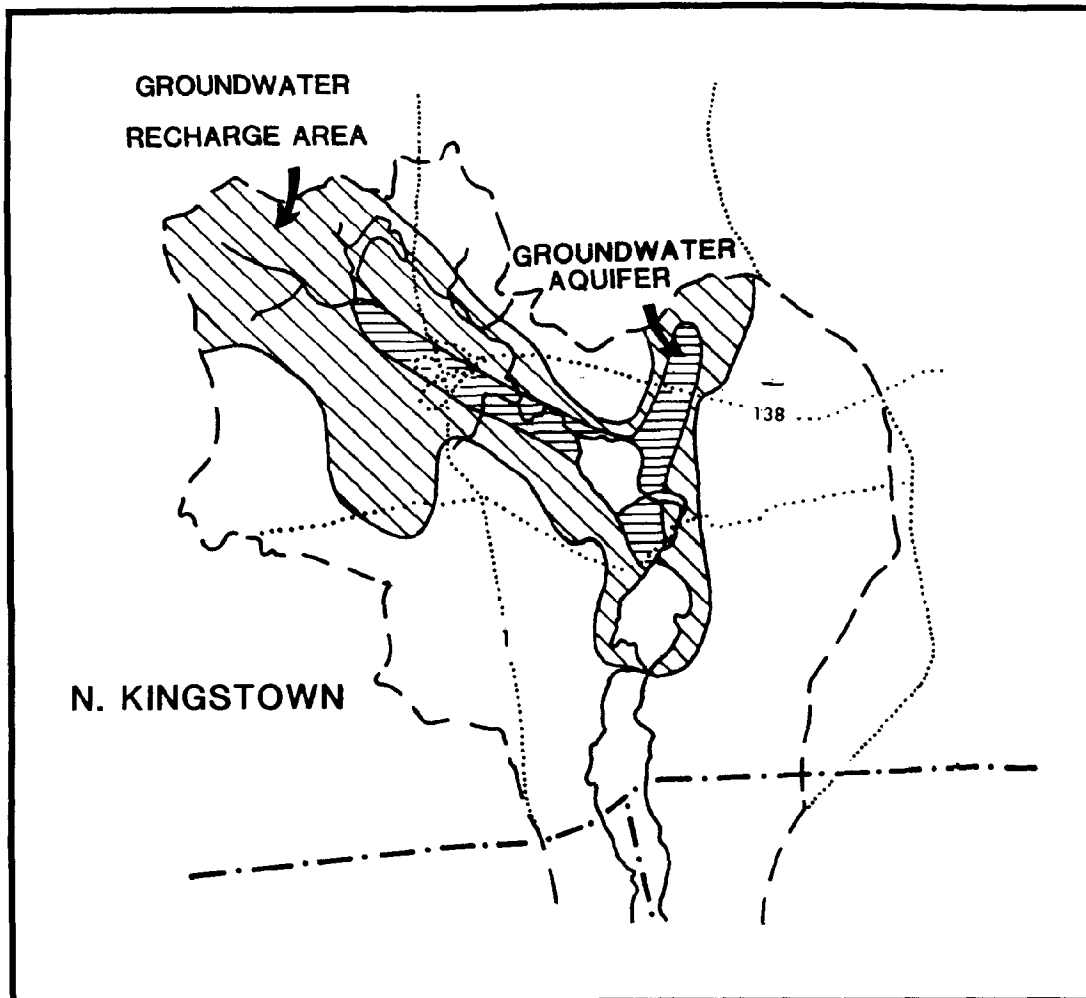 GROUNDWATER
RECHARGE AREA
GROUNDWATER
AQUIFER
138
1
N. KINGSTOWN